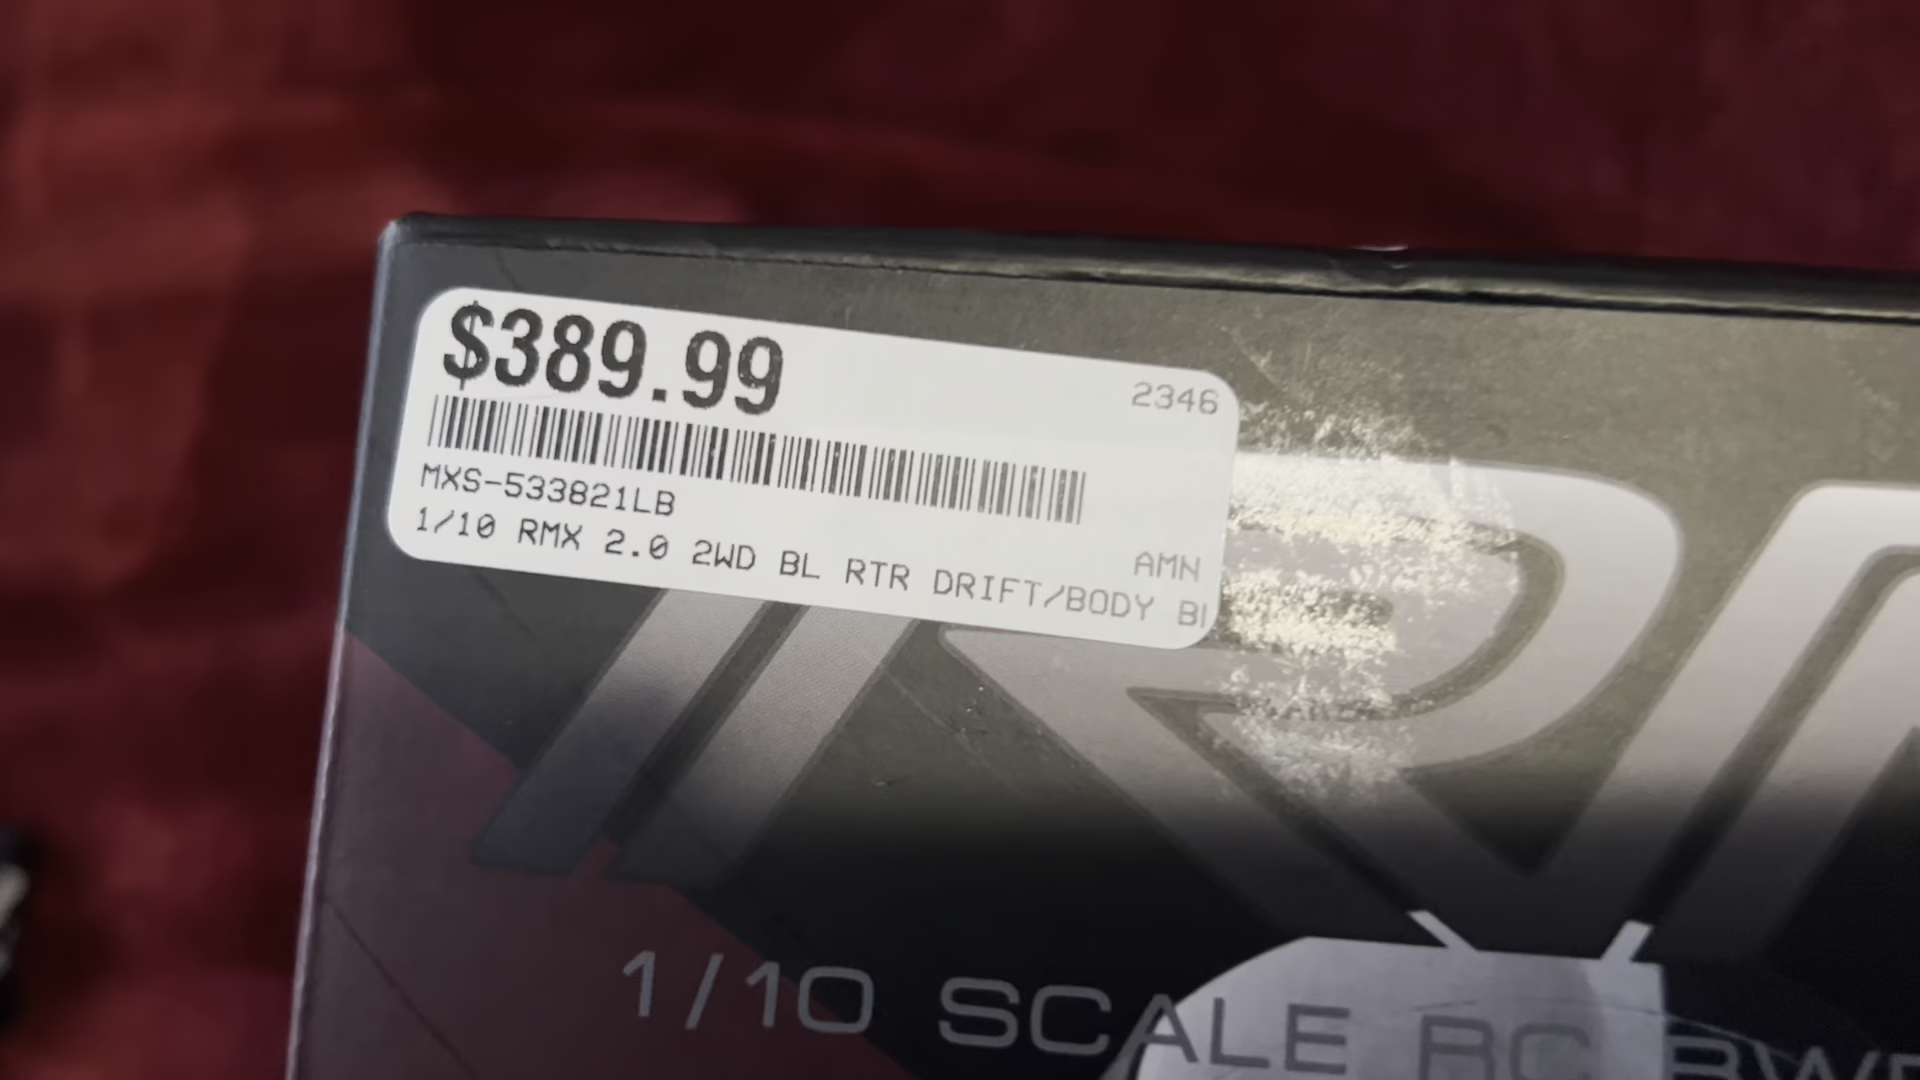 $389.99
2346
MXS-533821LB
AMN
1/10 RMX 2.0 2WD BL RTR DRIFT/BODY
1/10 SCALE RC